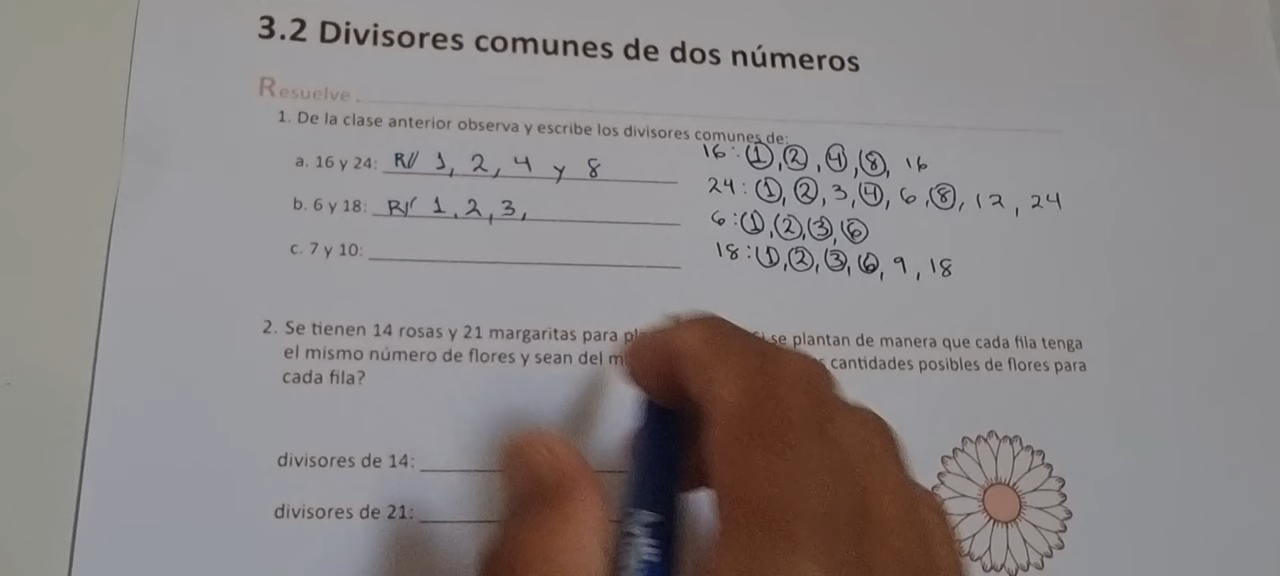 3.2 Divisores comunes de dos números
Resuelve
1. De la clase anterior observa y escribe los divisores comunes de:
a. 16 y 24: R// 1, 2, 4 y 8
16: 1, 2, 4, 8, 16
24: 1, 2, 3, 4, 6, 8, 12, 24
b. 6 y 18: R// 1, 2, 3,
6: 1, 2, 3, 6
c. 7 y 10:
18: 1, 2, 3, 6, 9, 18
2. Se tienen 14 rosas y 21 margaritas para se plantan de manera que cada fila tenga
el mismo número de flores y sean del cantidades posibles de flores para
cada fila?
divisores de 14:
divisores de 21: